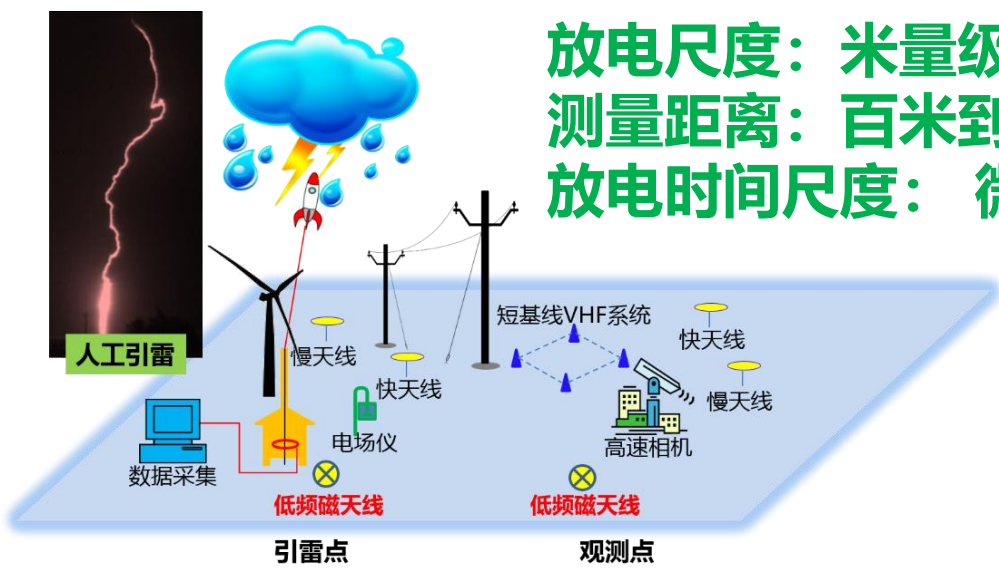 放电尺度：米量级
测量距离：百米到
放电时间尺度：
人工引雷
短基线VHF系统
快天线
慢天线
快天线
慢天线
电场仪
高速相机
数据采集
低频磁天线
低频磁天线
引雷点
观测点